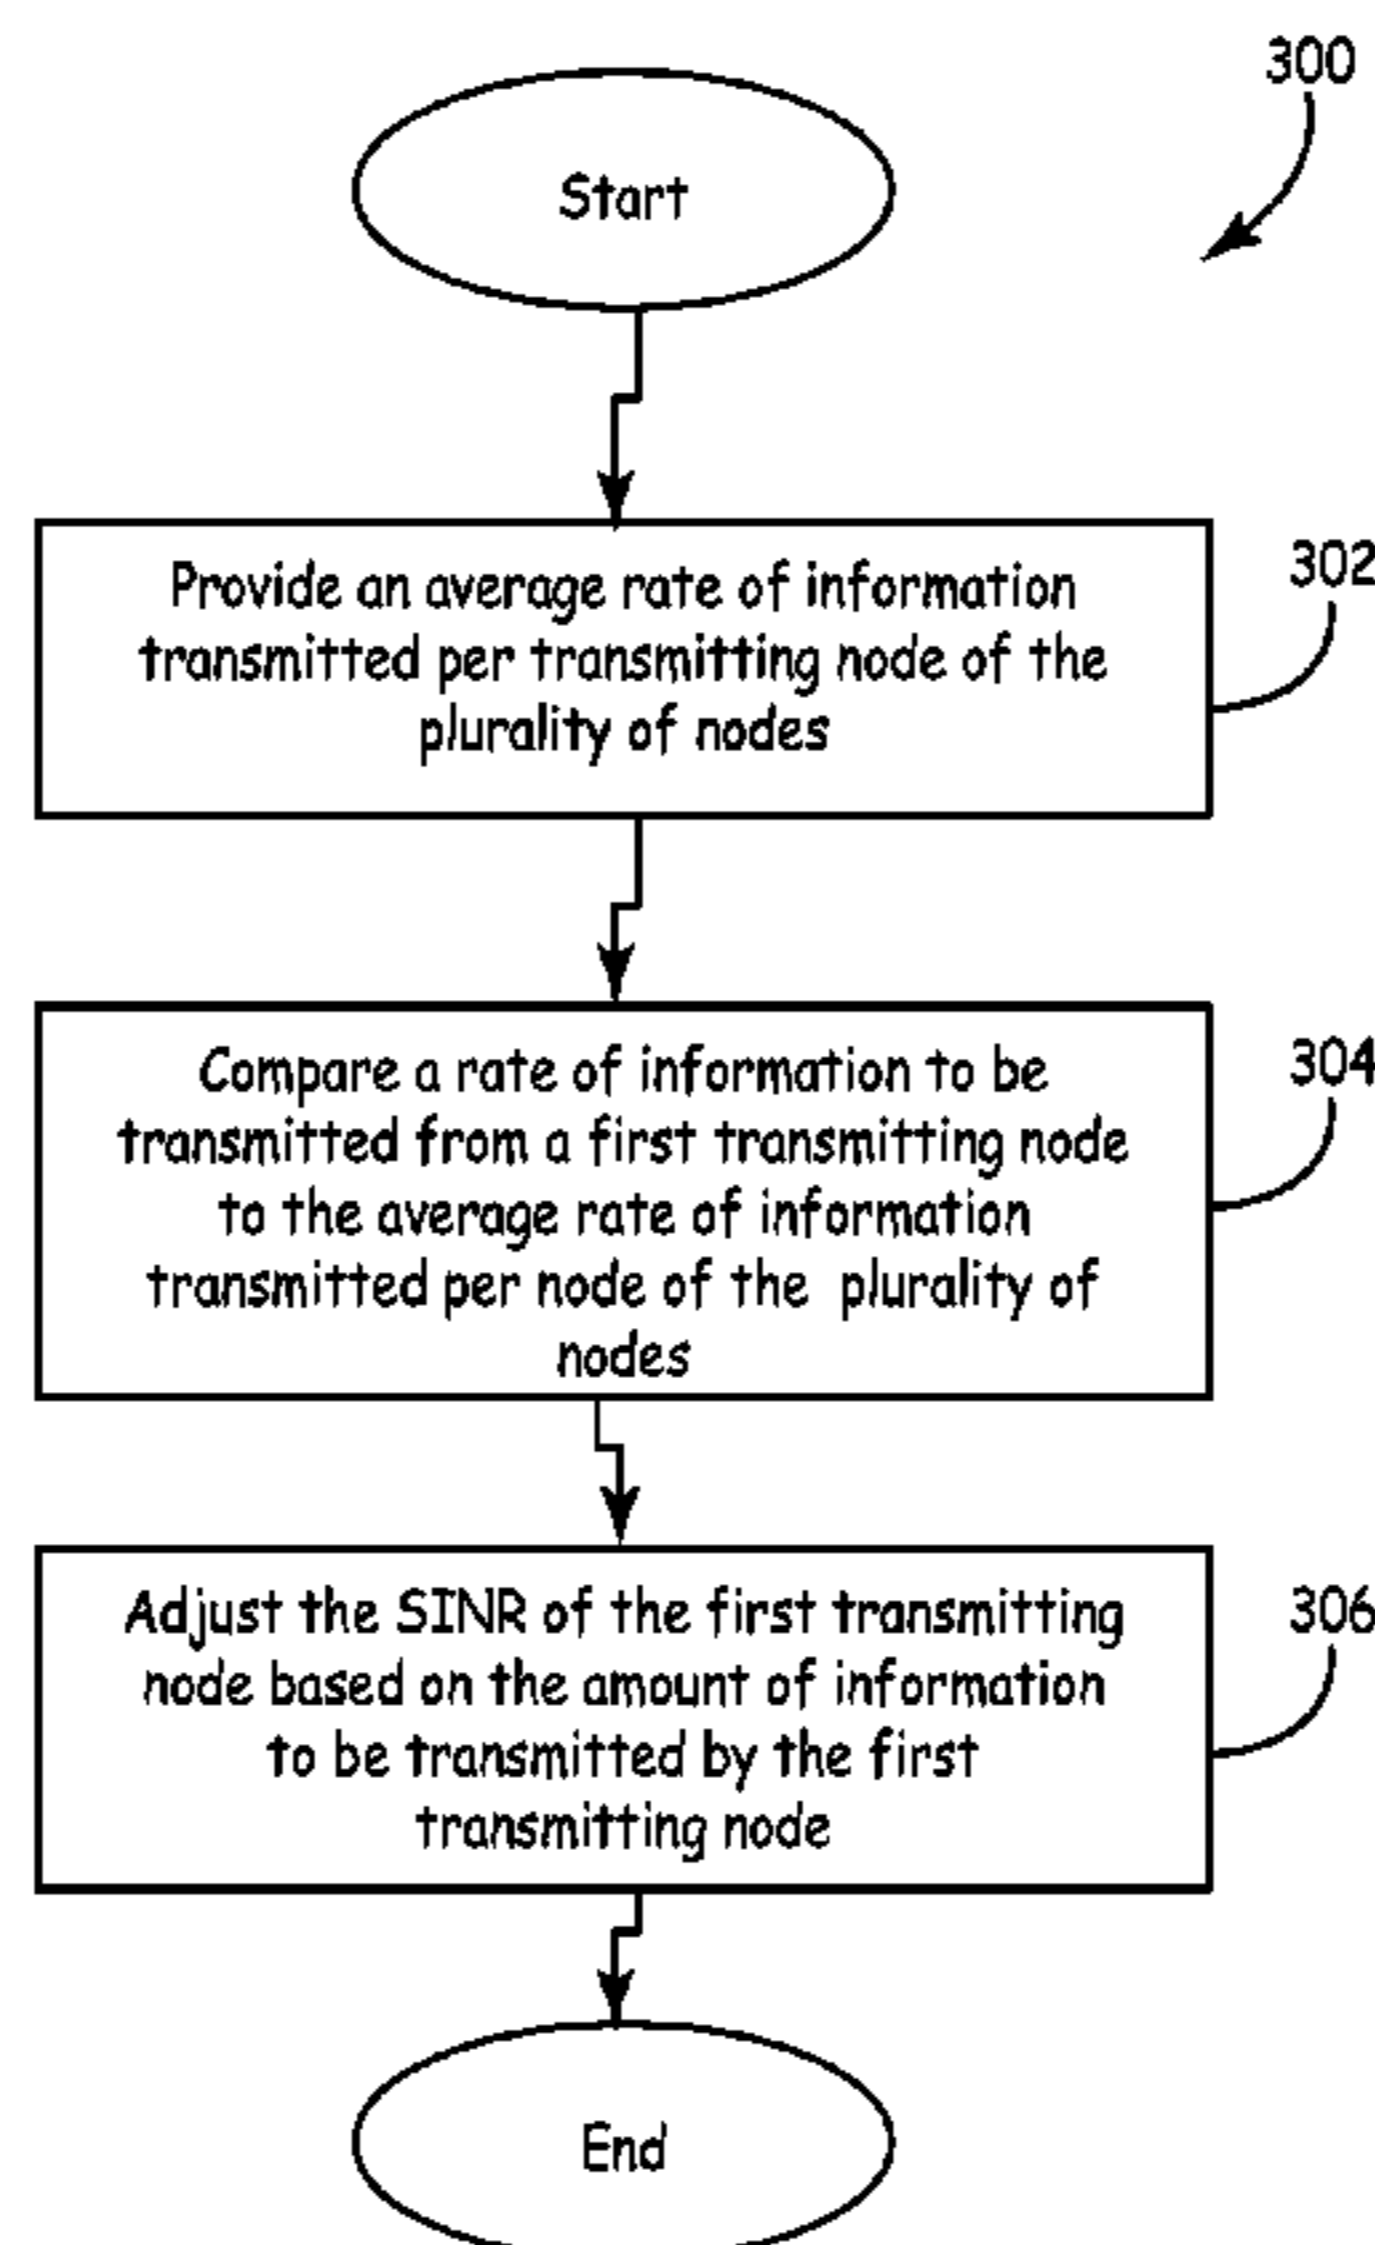 300
Start
302
Provide an average rate of information
transmitted per transmitting node of the
plurality of nodes
304
Compare a rate of information to be
transmitted from a first transmitting node
to the average rate of information
transmitted per node of the plurality of
nodes
306
Adjust the SINR of the first transmitting
node based on the amount of information
to be transmitted by the first
transmitting node
End